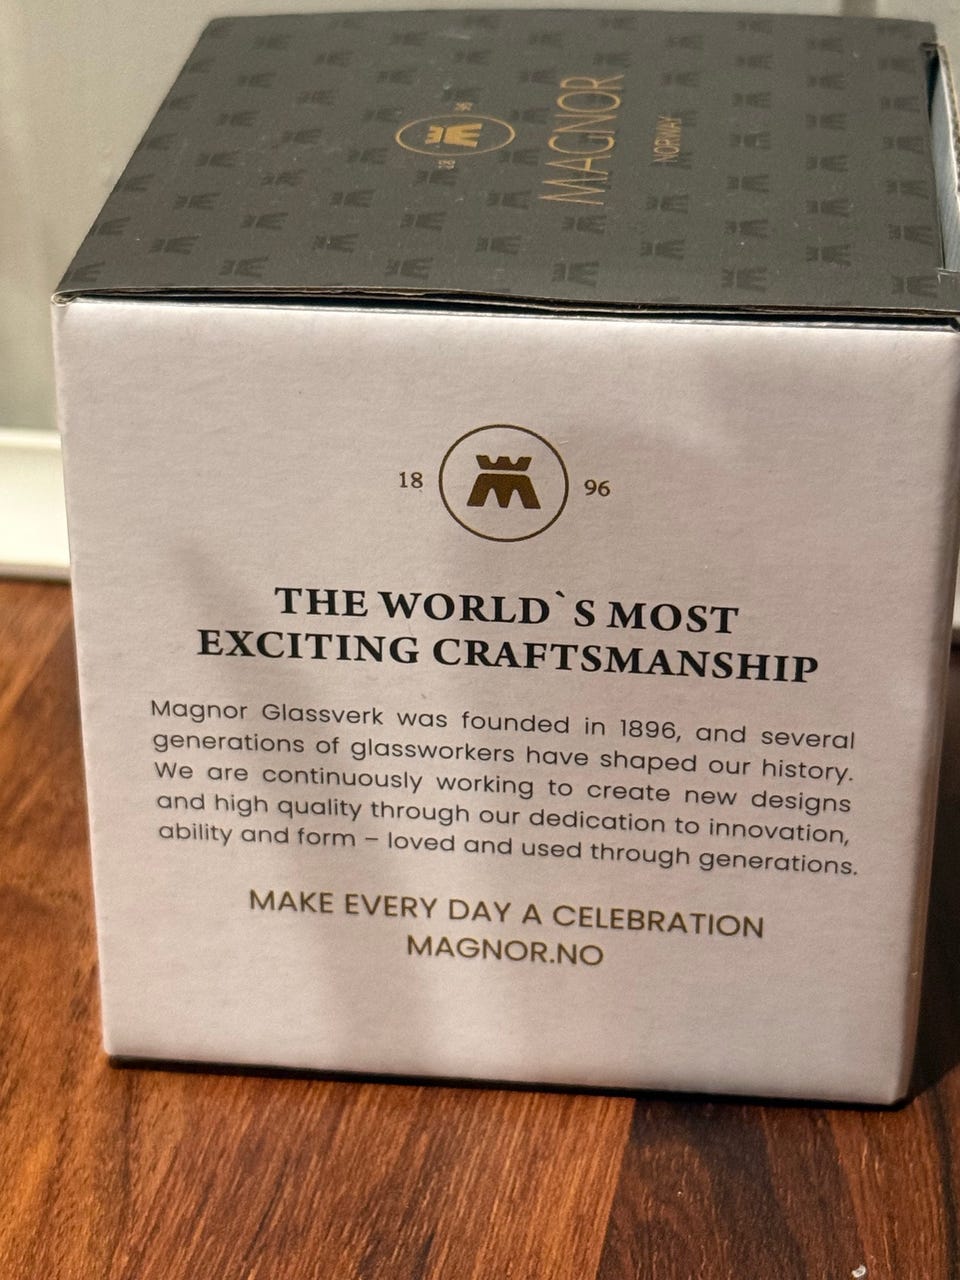 18 96
MAGNOR
NORWAY
18 96
THE WORLD`S MOST
EXCITING CRAFTSMANSHIP
Magnor Glassverk was founded in 1896, and several
generations of glassworkers have shaped our history.
We are continuously working to create new designs
and high quality through our dedication to innovation,
ability and form – loved and used through generations.
MAKE EVERY DAY A CELEBRATION
MAGNOR.NO